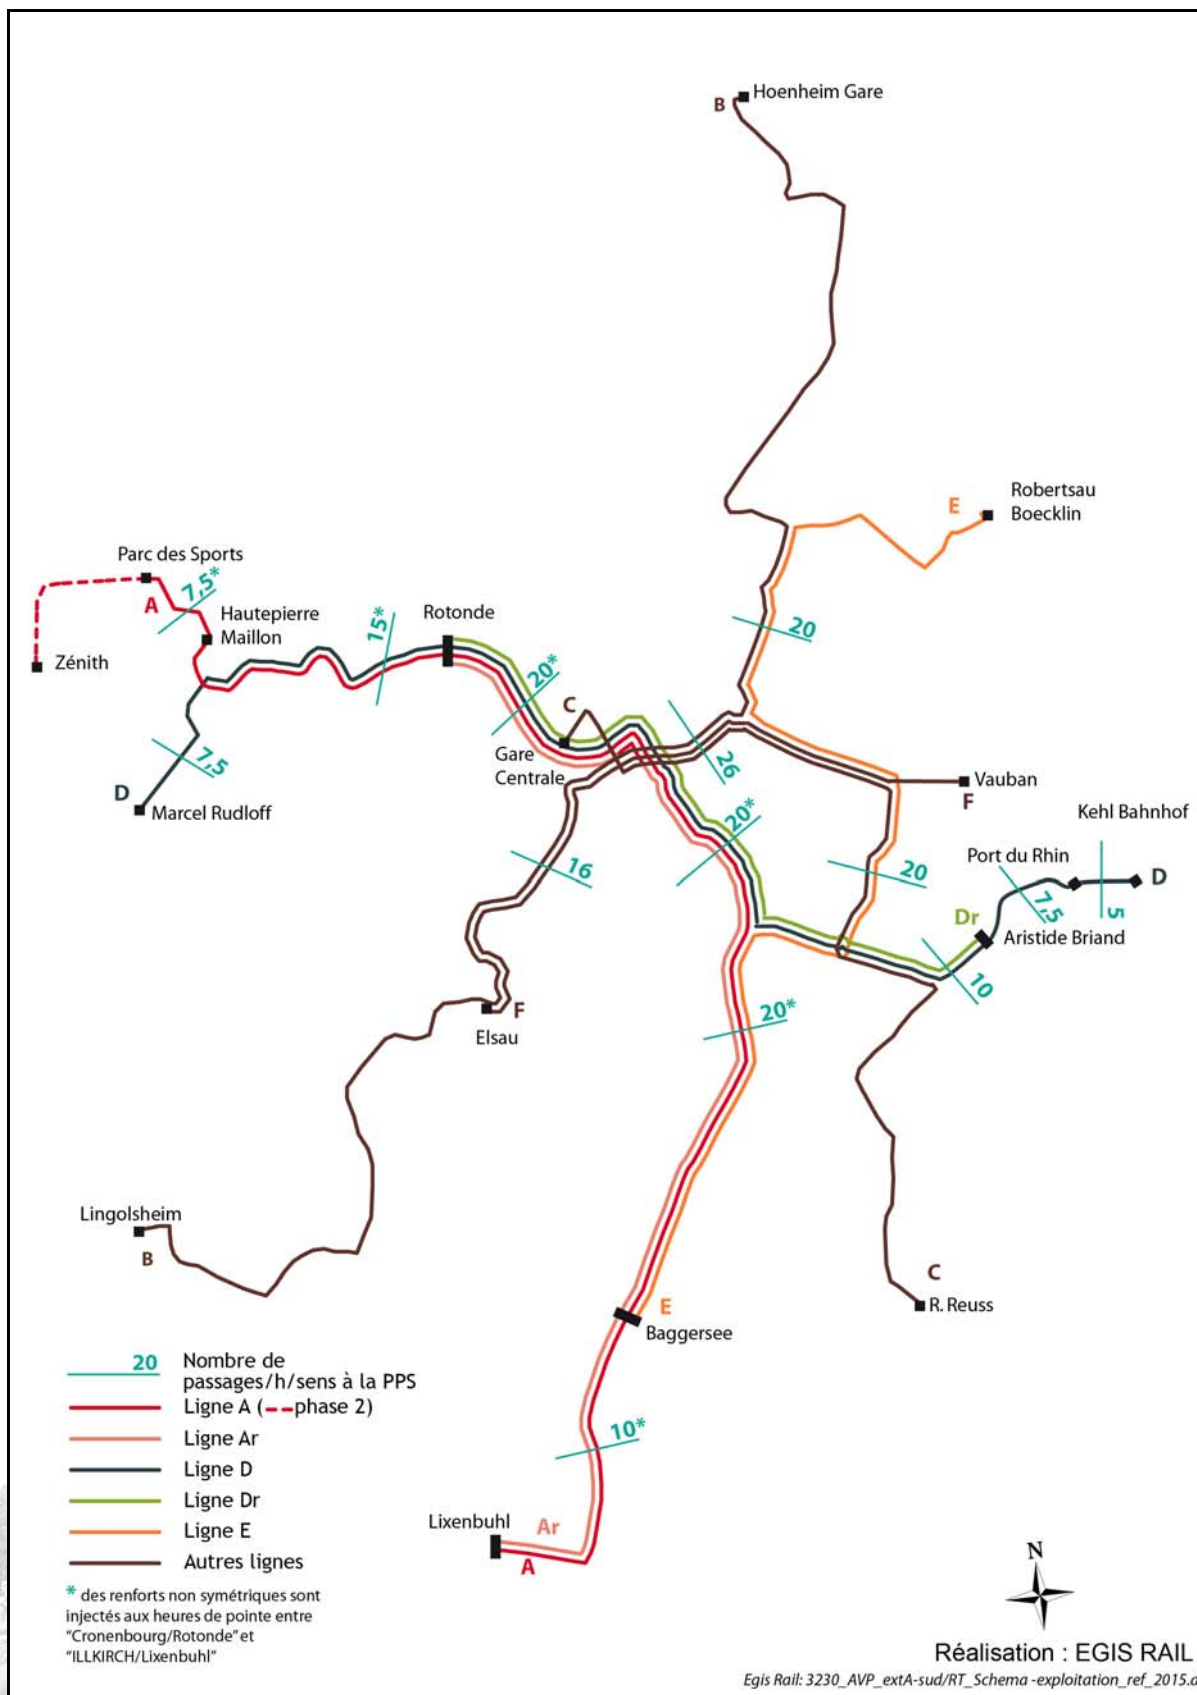 B
Hoenheim Gare
E
Robertsau
Boecklin
Parc des Sports
A
7,5*
Hautepierre
Maillon
Zénith
15*
Rotonde
20*
20
C
Gare
Centrale
26
7,5
D
Marcel Rudloff
Vauban
F
Kehl Bahnhof
20*
16
20
Port du Rhin
7,5
5
D
Dr
Aristide Briand
10
F
Elsau
20*
Lingolsheim
B
C
R. Reuss
E
Baggersee
10*
Lixenbuhl
Ar
A
20 Nombre de
passages/h/sens à la PPS
Ligne A (--phase 2)
Ligne Ar
Ligne D
Ligne Dr
Ligne E
Autres lignes
* des renforts non symétriques sont
injectés aux heures de pointe entre
"Cronenbourg/Rotonde" et
"ILLKIRCH/Lixenbuhl"
N
Réalisation : EGIS RAIL
Egis Rail: 3230_AVP_extA-sud/RT_Schema -exploitation_ref_2015.